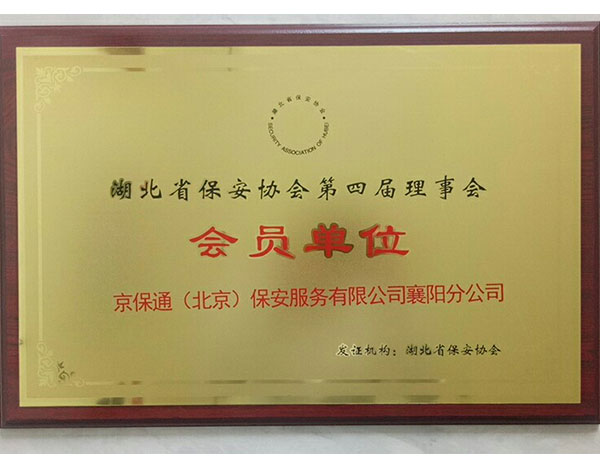 湖北省保安协会
SECURITY ASSOCIATION OF HUBEI
湖北省保安协会第四届理事会
会员单位
京保通（北京）保安服务有限公司襄阳分公司
发证机构：湖北省保安协会